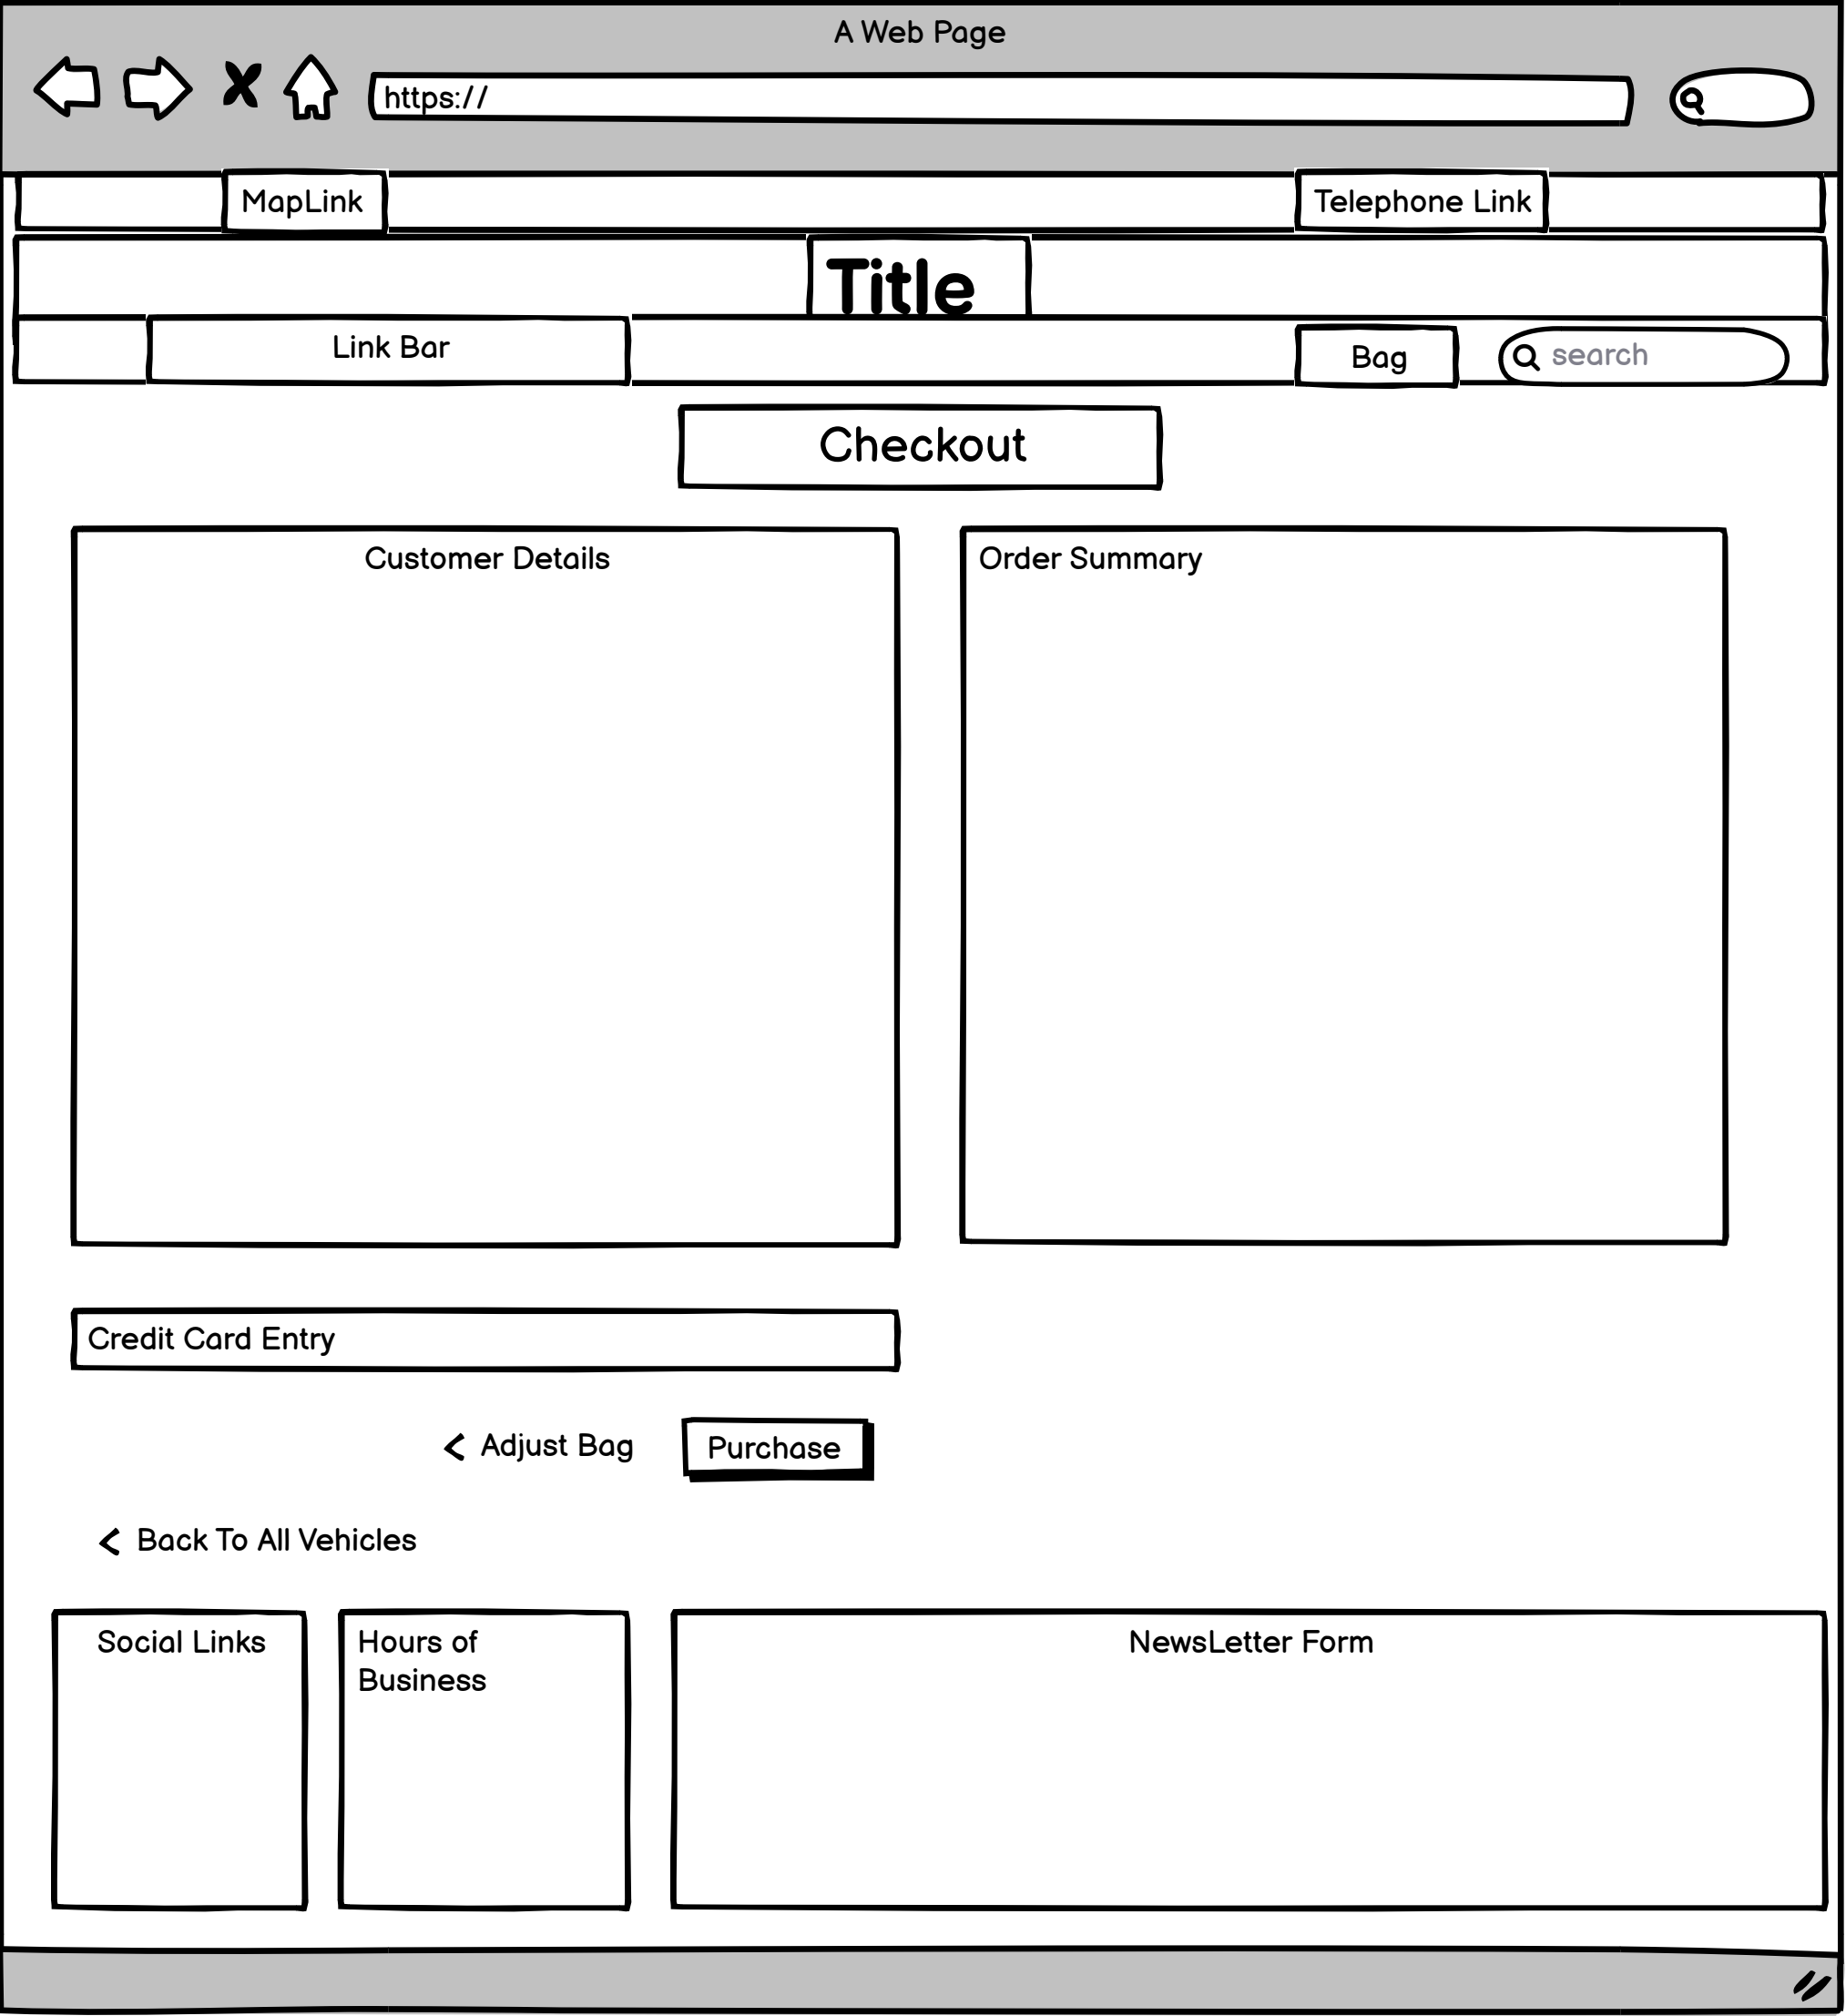 A Web Page
https://
MapLink
Telephone Link
Title
Link Bar
Bag
search
Checkout
Customer Details
Order Summary
Credit Card Entry
Adjust Bag
Purchase
Back To All Vehicles
Social Links
Hours of
Business
NewsLetter Form